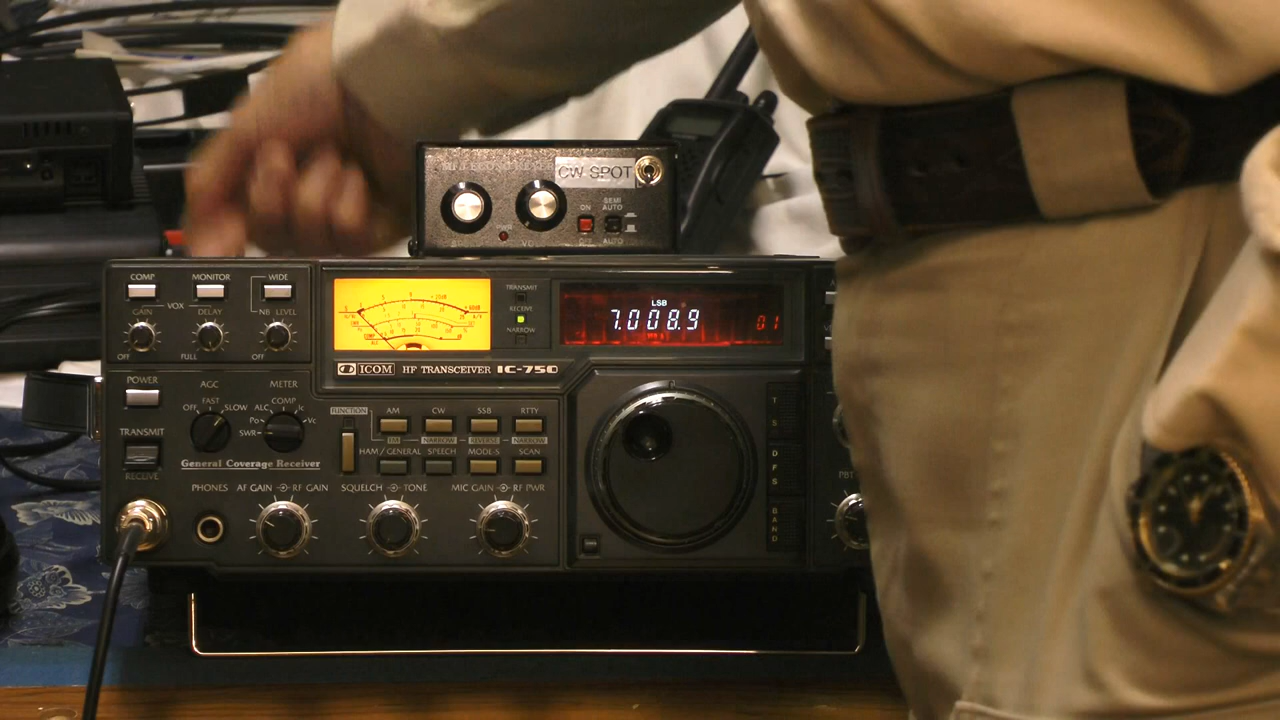 CW SPOT
SEMI
AUTO
ON
AUTO
COMP MONITOR WIDE
VOX
GAIN DELAY NB LEVEL
OFF FULL OFF
TRANSMIT
RECEIVE
NARROW
LSB
7.008.9 01
ICOM HF TRANSCEIVER IC-750
POWER AGC METER
OFF FAST SLOW
ALC COMP Ic
Po Vc
SWR
TRANSMIT
RECEIVE
General Coverage Receiver
FUNCTION AM CW SSB RTTY
FM NARROW REVERSE NARROW
HAM/GENERAL SPEECH MODE-S SCAN
PHONES AF GAIN RF GAIN SQUELCH TONE MIC GAIN RF PWR
T
S
D
F
S
B
A
N
D
PBT